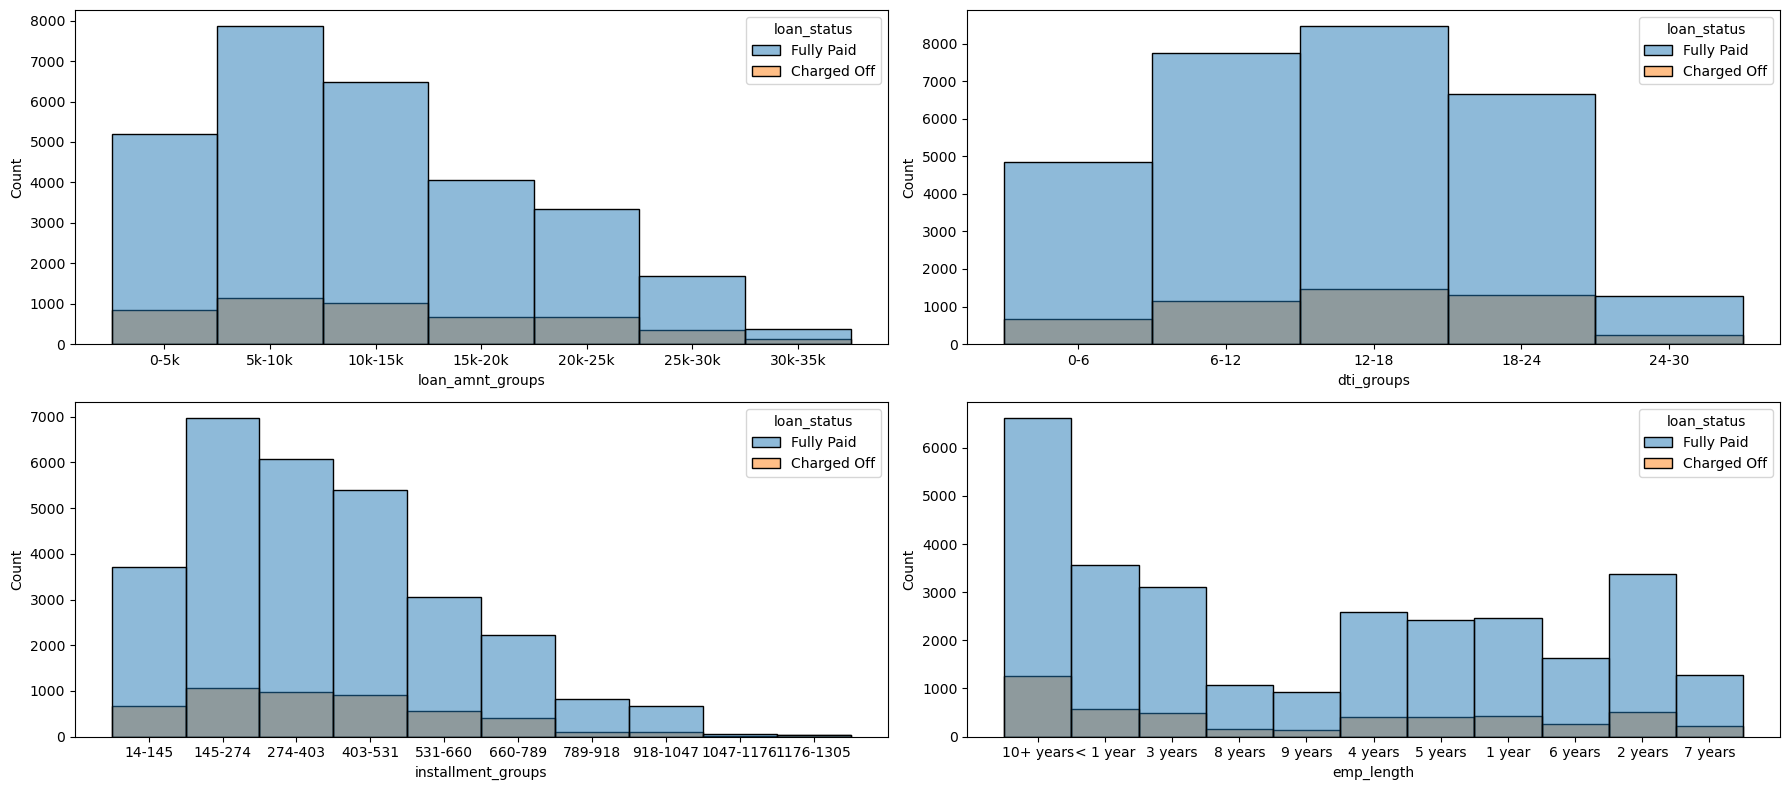 loan_status
Fully Paid
Charged Off
8000
7000
6000
5000
4000
3000
2000
1000
0
Count
0-5k 5k-10k 10k-15k 15k-20k 20k-25k 25k-30k 30k-35k
loan_amnt_groups
loan_status
Fully Paid
Charged Off
8000
7000
6000
5000
4000
3000
2000
1000
0
Count
0-6 6-12 12-18 18-24 24-30
dti_groups
loan_status
Fully Paid
Charged Off
7000
6000
5000
4000
3000
2000
1000
0
Count
14-145 145-274 274-403 403-531 531-660 660-789 789-918 918-1047 1047-1176 1176-1305
installment_groups
loan_status
Fully Paid
Charged Off
6000
5000
4000
3000
2000
1000
0
Count
10+ years < 1 year 3 years 8 years 9 years 4 years 5 years 1 year 6 years 2 years 7 years
emp_length